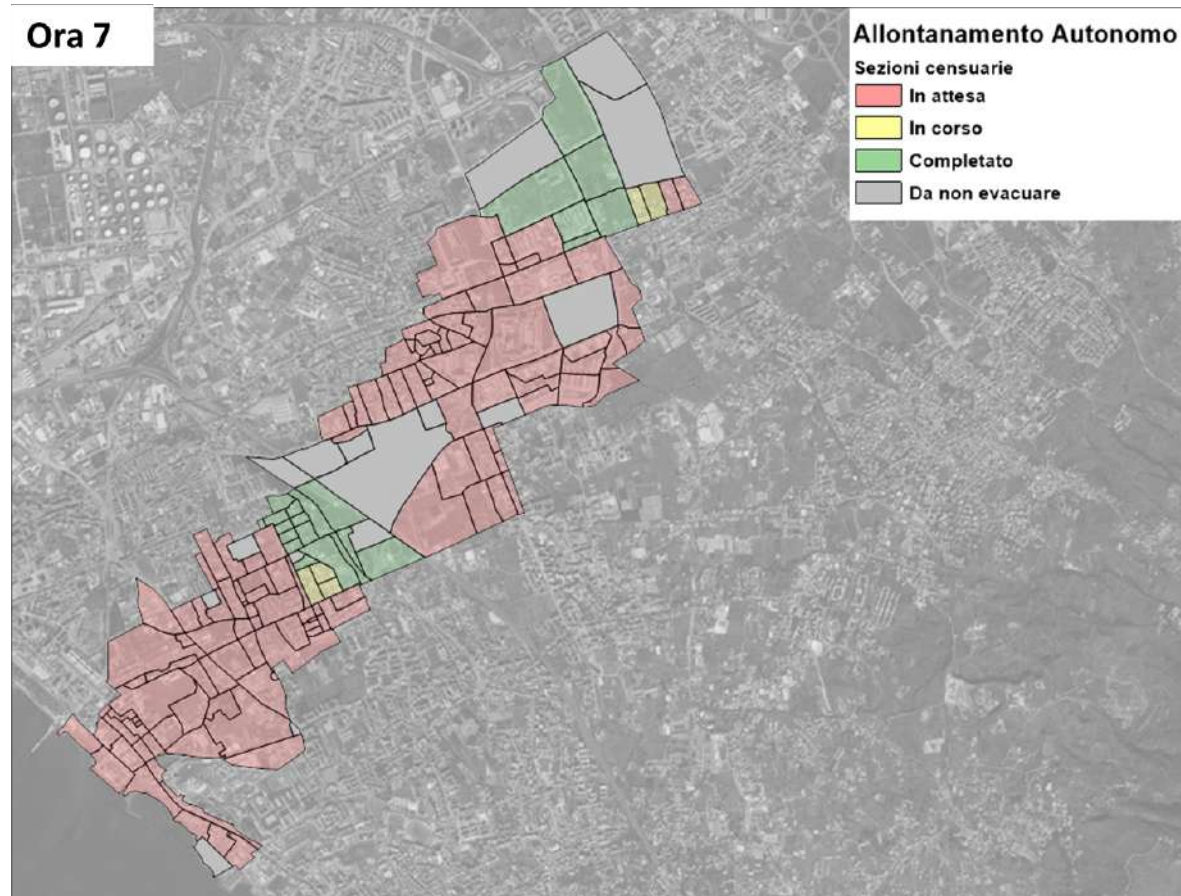 Ora 7
Allontanamento Autonomo
Sezioni censuarie
In attesa
In corso
Completato
Da non evacuare